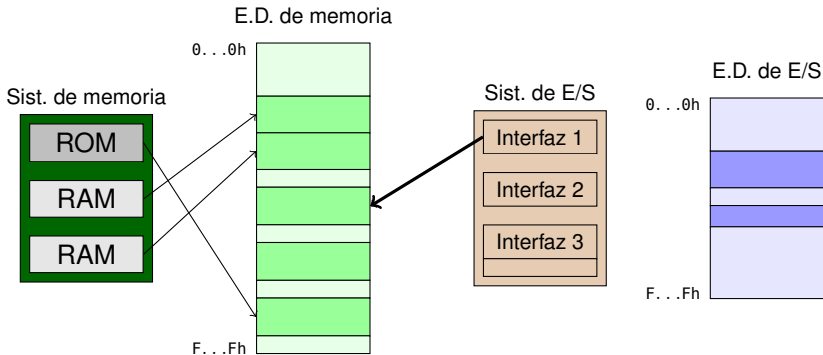 E.D. de memoria
0...0h
Sist. de memoria
ROM
RAM
RAM
F...Fh
Sist. de E/S
Interfaz 1
Interfaz 2
Interfaz 3
E.D. de E/S
0...0h
F...Fh